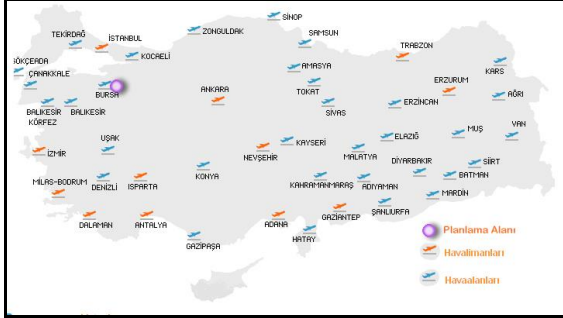 SİNOP
TEKİRDAĞ
İSTANBUL
ZONGULDAK
SAMSUN
KOCAELİ
TRABZON
GÖKÇEADA
KARS
ÇANAKKALE
AMASYA
ERZURUM
BURSA
ANKARA
TOKAT
AĞRI
BALIKESİR
KÖRFEZ
BALIKESİR
SİVAS
ERZİNCAN
UŞAK
KAYSERİ
ELAZIĞ
MUŞ
VAN
İZMİR
NEVŞEHİR
MALATYA
DİYARBAKIR
SİİRT
KONYA
BATMAN
MİLAS-BODRUM
DENİZLİ
ISPARTA
KAHRAMANMARAŞ
ADIYAMAN
MARDİN
GAZİANTEP
ŞANLIURFA
DALAMAN
ANTALYA
ADANA
HATAY
GAZİPAŞA
Planlama Alanı
Havalimanları
Havaalanları